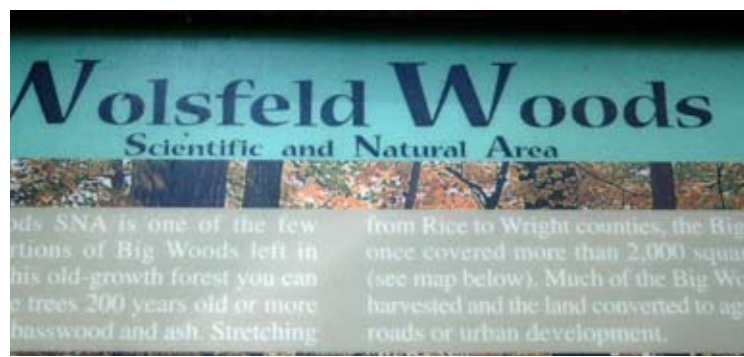 Wolsfeld Woods
Scientific and Natural Area
SNA is one of the few
of Big Woods left in
old-growth forest you can
trees 200 years old or more
basswood and ash. Stretching
from Rice to Wright counties, the Big
once covered more than 2,000
(see map below). Much of the Big
harvested and the land converted to
roads or urban development.